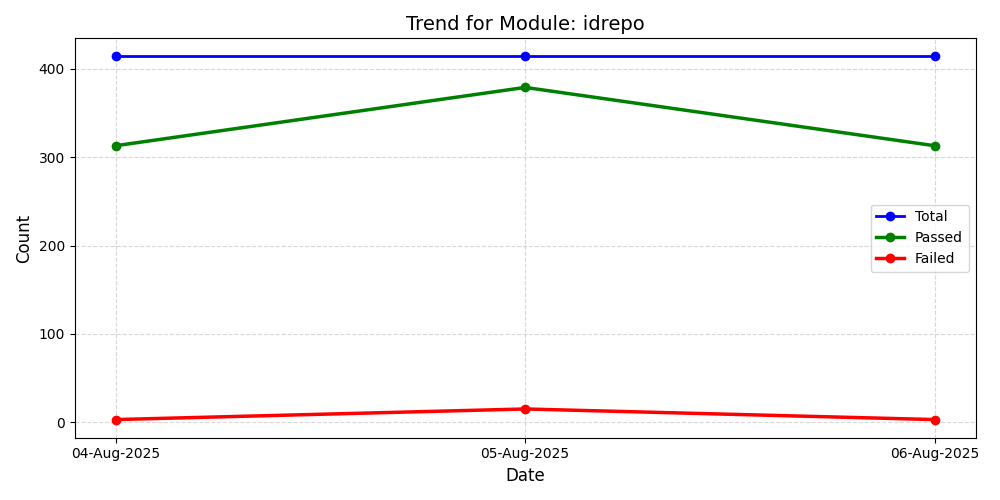 Trend for Module: idrepo
400
300
200
100
0
Count
Total
Passed
Failed
04-Aug-2025
05-Aug-2025
06-Aug-2025
Date